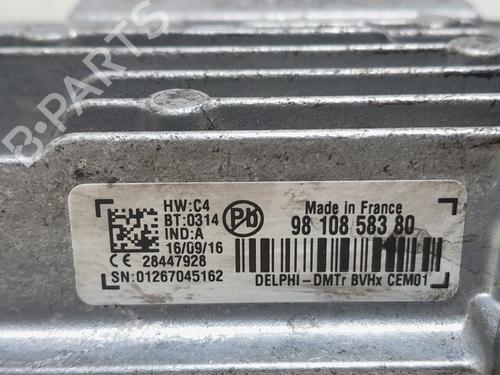 B-PARTS
HW:C4
BT:0314
IND:A
16/09/16
CE 28447928
SN:01267045162
Pb
Made in France
98 108 583 80
DELPHI-DMTr BVHx CEM01